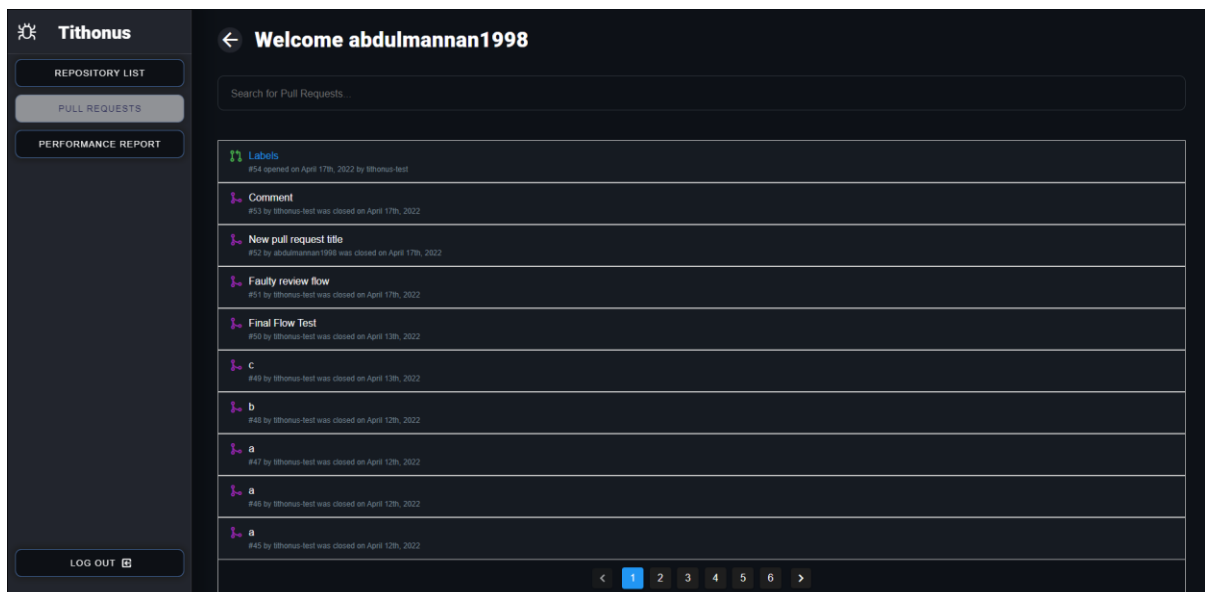 Tithonus
REPOSITORY LIST
PULL REQUESTS
PERFORMANCE REPORT
LOG OUT
Welcome abdulmannan1998
Search for Pull Requests...
Labels
#54 opened on April 17th, 2022 by tithonus-test
Comment
#53 by tithonus-test was closed on April 17th, 2022
New pull request title
#52 by abdulmannan1998 was closed on April 17th, 2022
Faulty review flow
#51 by tithonus-test was closed on April 17th, 2022
Final Flow Test
#50 by tithonus-test was closed on April 13th, 2022
c
#49 by tithonus-test was closed on April 13th, 2022
b
#48 by tithonus-test was closed on April 12th, 2022
a
#47 by tithonus-test was closed on April 12th, 2022
a
#46 by tithonus-test was closed on April 12th, 2022
a
#45 by tithonus-test was closed on April 12th, 2022
< 1 2 3 4 5 6 >